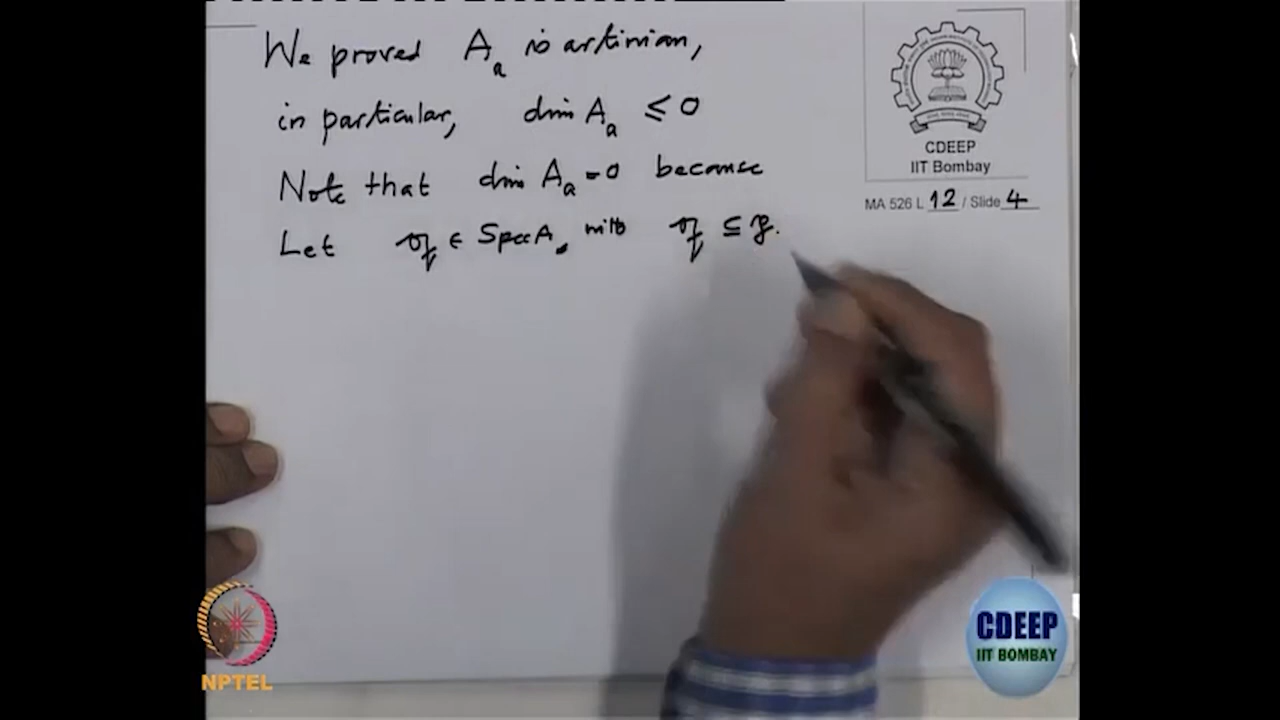 We proved A_a is artinian,
in particular, dim A_a ≤ 0
Note that dim A_a = 0 because
Let 𝔮 ∈ Spec A, with 𝔮 ⊆ 𝔭.
CDEEP
IIT Bombay
MA 526 L 12 / Slide 4
NPTEL
CDEEP
IIT BOMBAY